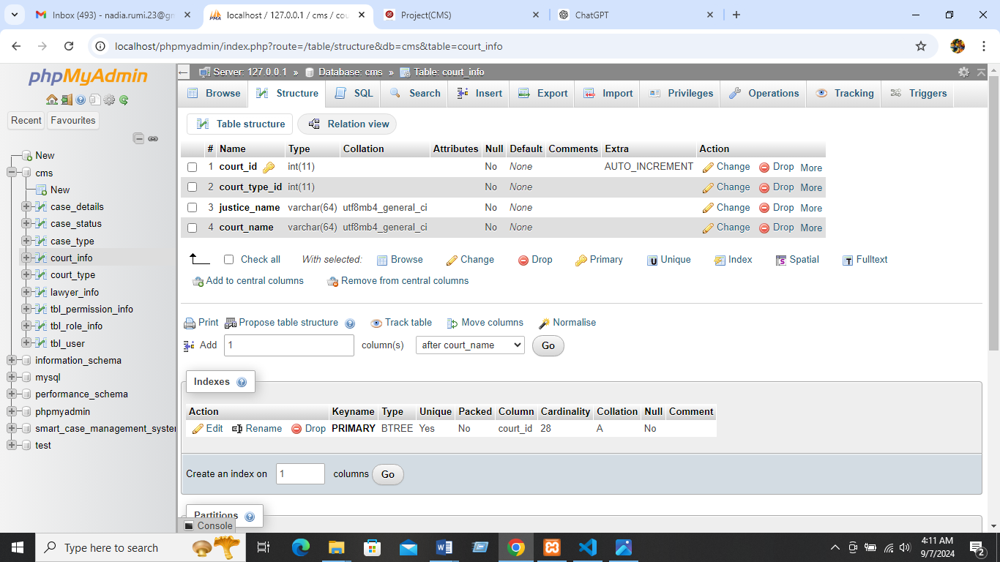 Inbox (493) - nadia.rumi.23@gm
localhost / 127.0.0.1 / cms / cou
Project(CMS)
ChatGPT
localhost/phpmyadmin/index.php?route=/table/structure&db=cms&table=court_info
phpMyAdmin
Recent
Favourites
New
cms
New
case_details
case_status
case_type
court_info
court_type
lawyer_info
tbl_permission_info
tbl_role_info
tbl_user
information_schema
mysql
performance_schema
phpmyadmin
smart_case_management_syster
test
Server: 127.0.0.1 » Database: cms » Table: court_info
Browse Structure SQL Search Insert Export Import Privileges Operations Tracking Triggers
Table structure Relation view
# Name Type Collation Attributes Null Default Comments Extra Action
1 court_id int(11) No None AUTO_INCREMENT Change Drop More
2 court_type_id int(11) No None Change Drop More
3 justice_name varchar(64) utf8mb4_general_ci No None Change Drop More
4 court_name varchar(64) utf8mb4_general_ci No None Change Drop More
Check all With selected: Browse Change Drop Primary Unique Index Spatial Fulltext
Add to central columns Remove from central columns
Print Propose table structure Track table Move columns Normalise
Add 1 column(s) after court_name Go
Indexes
Action Keyname Type Unique Packed Column Cardinality Collation Null Comment
Edit Rename Drop PRIMARY BTREE Yes No court_id 28 A No
Create an index on 1 columns Go
Partitions
Console
Type here to search
4:11 AM
9/7/2024
2